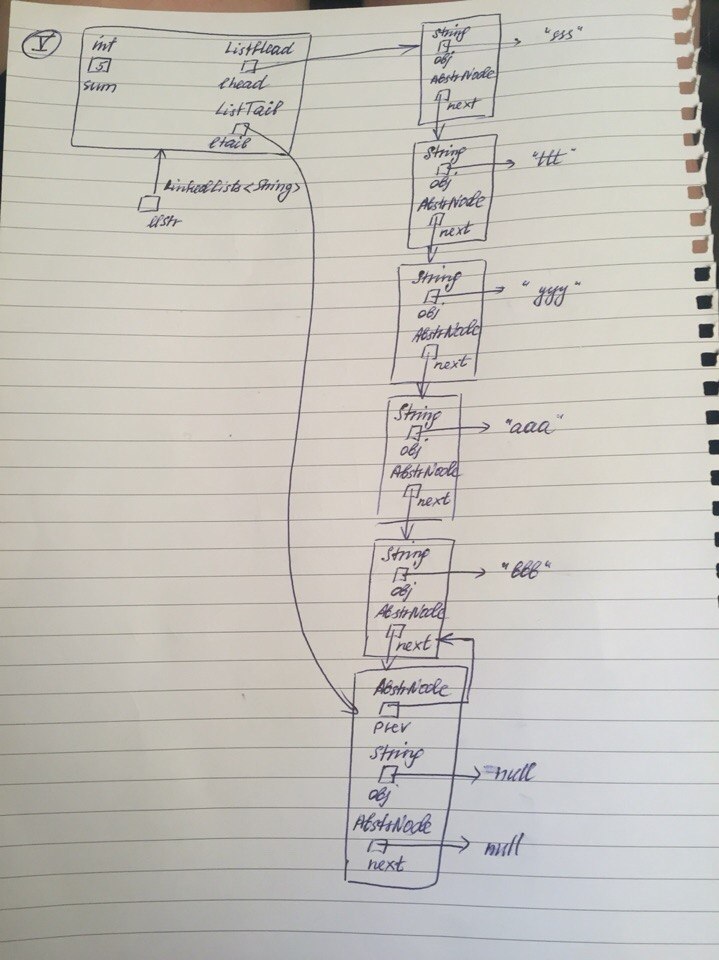 V
int
5
sum
ListHead
lhead
ListTail
ltail
LinkedLists<String>
llstr
String
obj
"sss"
AbstrNode
next
String
obj
"ttt"
AbstrNode
next
String
obj
"yyy"
AbstrNode
next
String
obj
"aaa"
AbstrNode
next
String
obj
"bbb"
AbstrNode
next
AbstrNode
prev
String
obj
null
AbstrNode
next
null